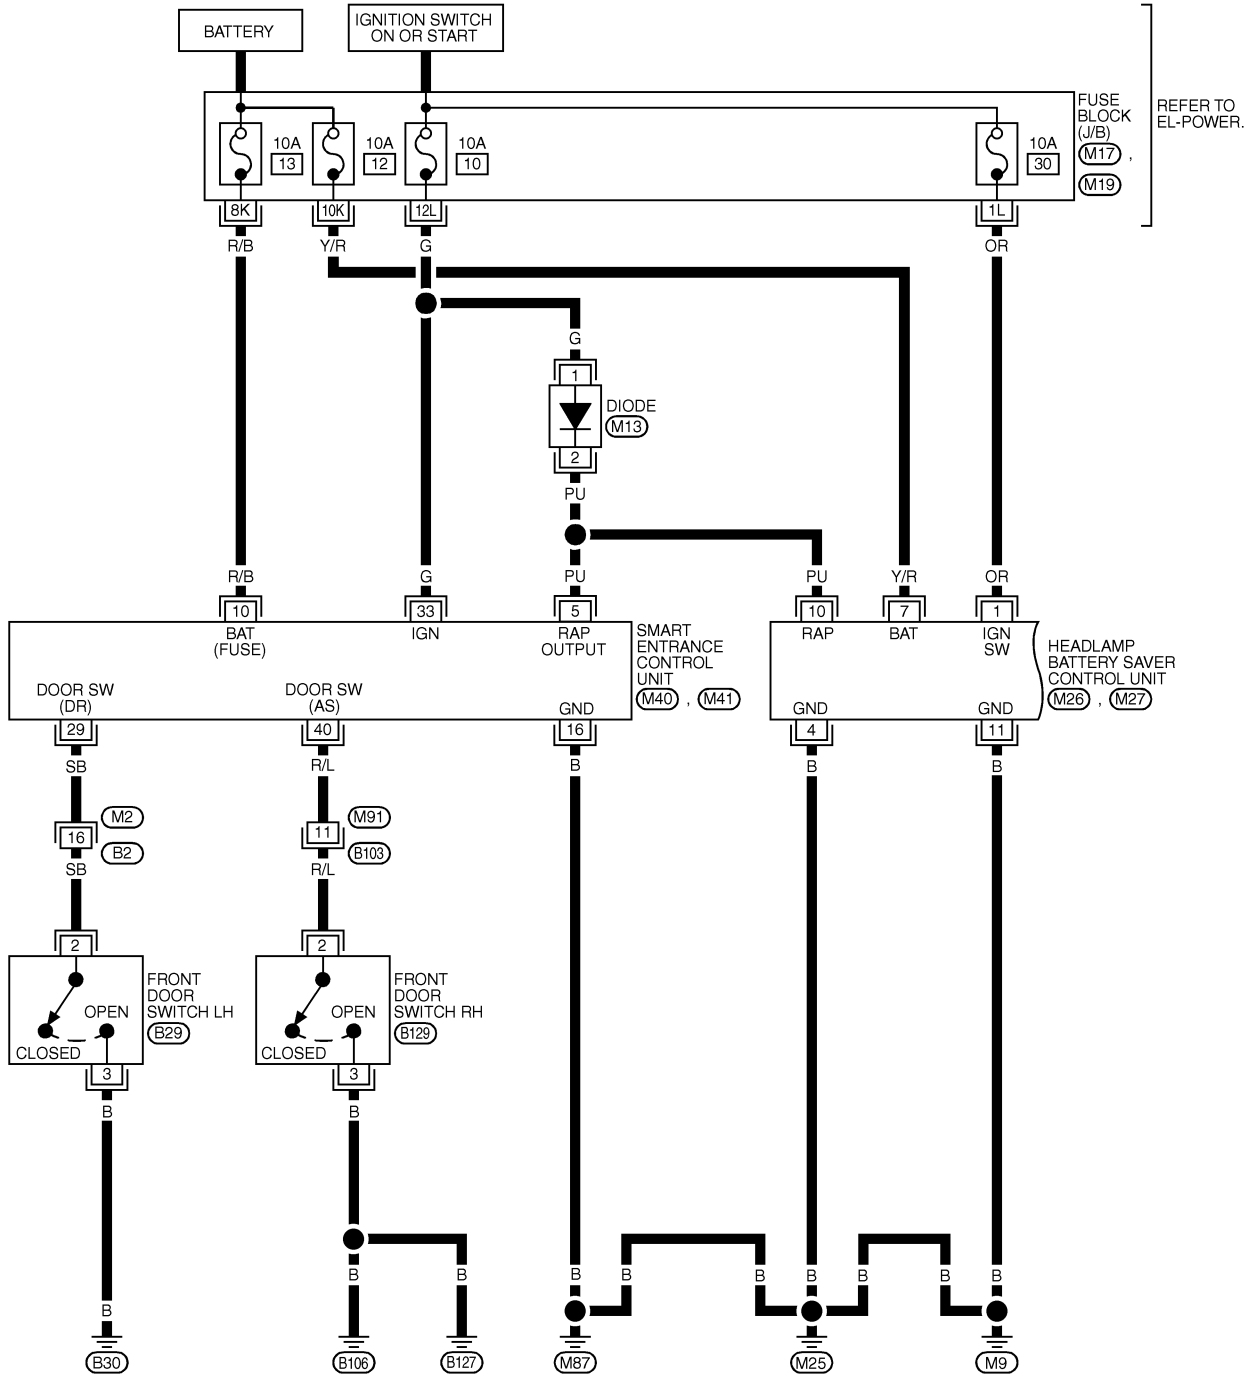 BATTERY
IGNITION SWITCH
ON OR START
FUSE
BLOCK
(J/B)
M17 ,
M19
REFER TO
EL-POWER.
10A
13
10A
12
10A
10
10A
30
8K
10K
12L
1L
R/B
Y/R
G
OR
G
1
DIODE
M13
2
PU
R/B
G
PU
PU
Y/R
OR
10
33
5
10
7
1
BAT
(FUSE)
IGN
RAP
OUTPUT
SMART
ENTRANCE
CONTROL
UNIT
M40 , M41
RAP
BAT
IGN
SW
HEADLAMP
BATTERY SAVER
CONTROL UNIT
M26 , M27
DOOR SW
(DR)
DOOR SW
(AS)
GND
GND
GND
29
40
16
4
11
SB
R/L
B
B
B
M2
16
B2
M91
11
B103
SB
R/L
2
2
FRONT
DOOR
SWITCH LH
B29
OPEN
CLOSED
FRONT
DOOR
SWITCH RH
B129
OPEN
CLOSED
3
3
B
B
B
B
B
B
B
B
B
B
B
B
B30
B106
B127
M87
M25
M9